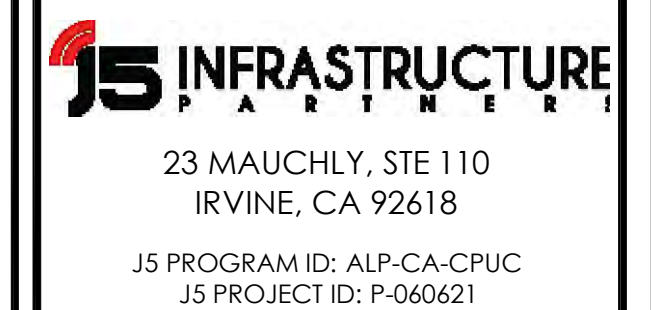 J5 INFRASTRUCTURE
PARTNERS
23 MAUCHLY, STE 110
IRVINE, CA 92618
J5 PROGRAM ID: ALP-CA-CPUC
J5 PROJECT ID: P-060621